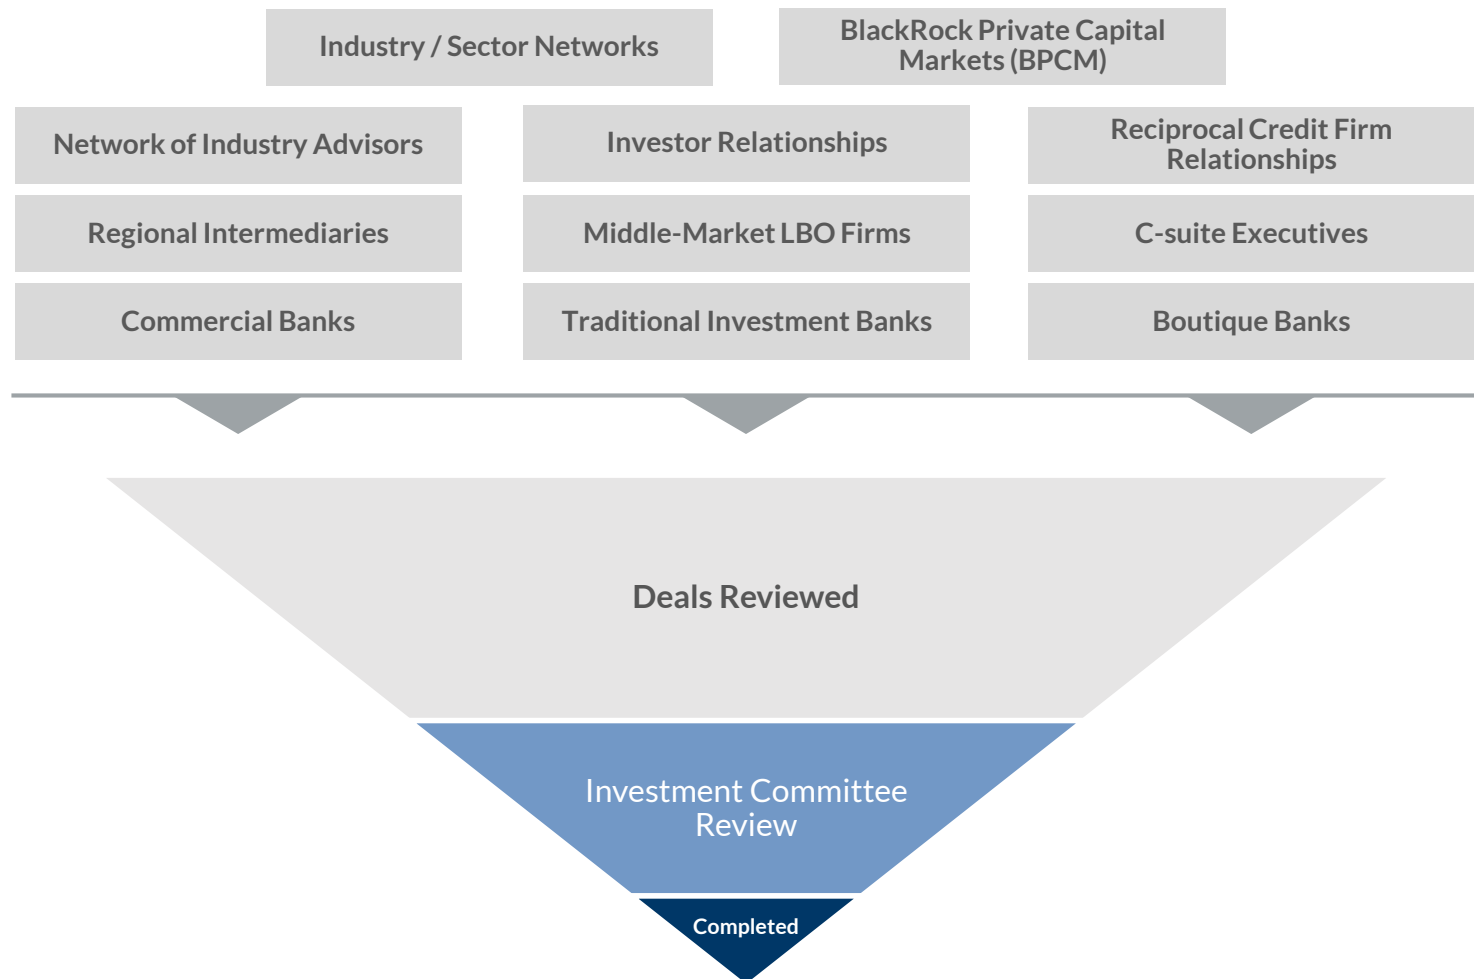 Industry / Sector Networks
BlackRock Private Capital
Markets (BPCM)
Network of Industry Advisors
Investor Relationships
Reciprocal Credit Firm
Relationships
Regional Intermediaries
Middle-Market LBO Firms
C-suite Executives
Commercial Banks
Traditional Investment Banks
Boutique Banks
Deals Reviewed
Investment Committee
Review
Completed